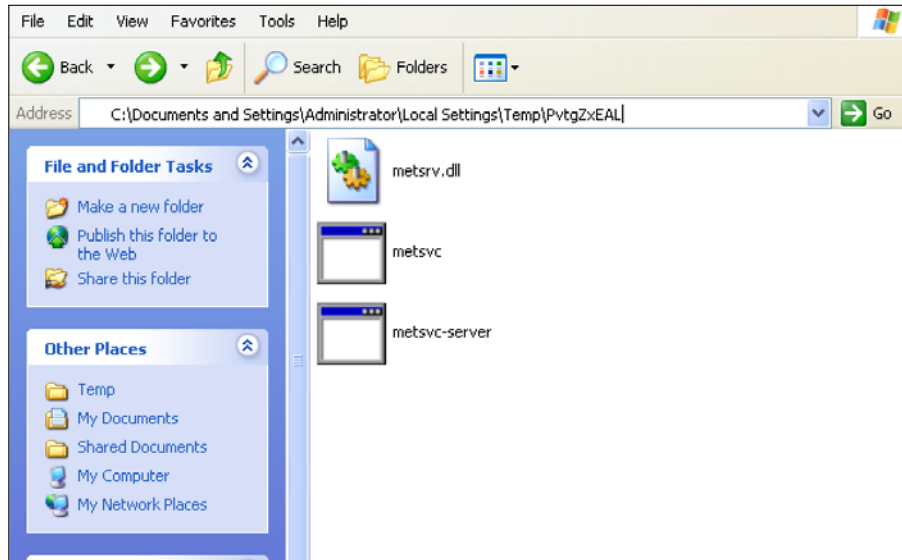 File Edit View Favorites Tools Help
Back Search Folders
Address C:\Documents and Settings\Administrator\Local Settings\Temp\PvtgZxEAL Go
File and Folder Tasks
Make a new folder
Publish this folder to
the Web
Share this folder
Other Places
Temp
My Documents
Shared Documents
My Computer
My Network Places
metsrv.dll
metsvc
metsvc-server